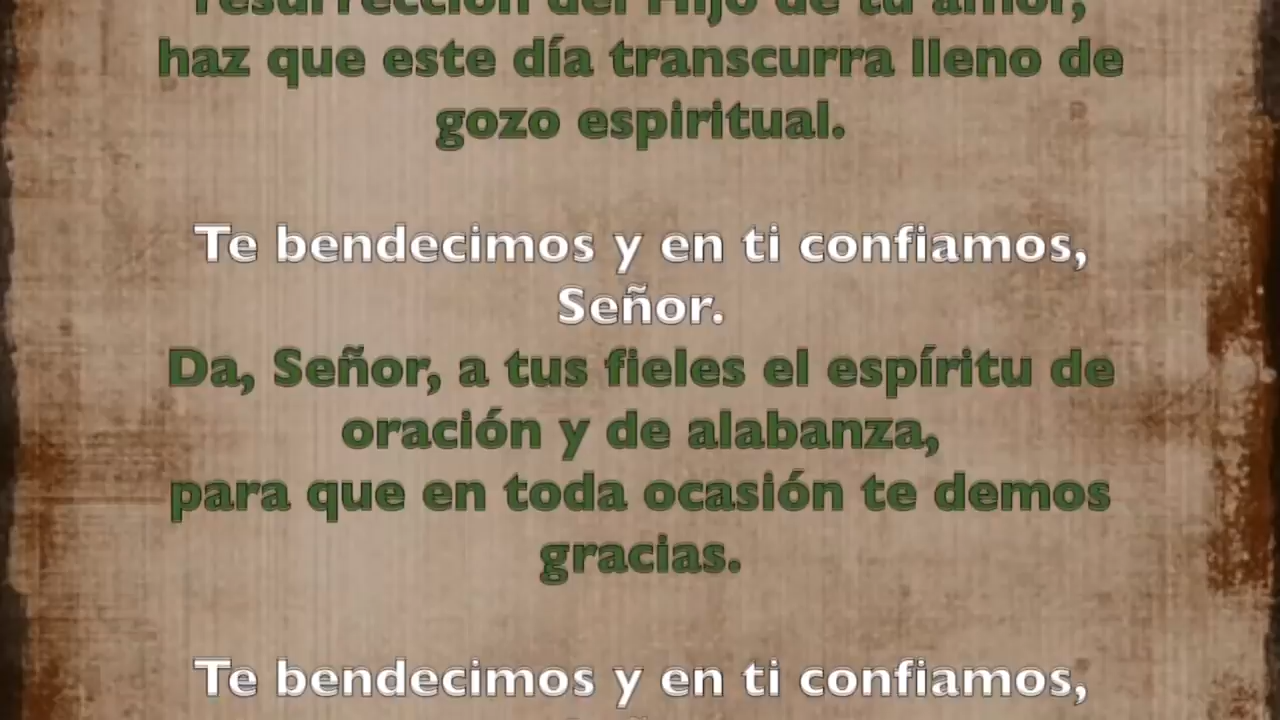 resurrección del Hijo de tu amor,
haz que este día transcurra lleno de
gozo espiritual.
Te bendecimos y en ti confiamos,
Señor.
Da, Señor, a tus fieles el espíritu de
oración y de alabanza,
para que en toda ocasión te demos
gracias.
Te bendecimos y en ti confiamos,